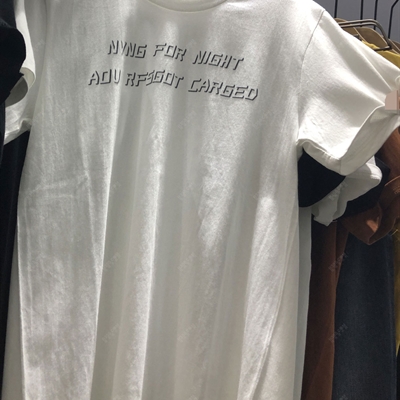 NVNG FOR NIGHT
AOU RFSGOT CARGED